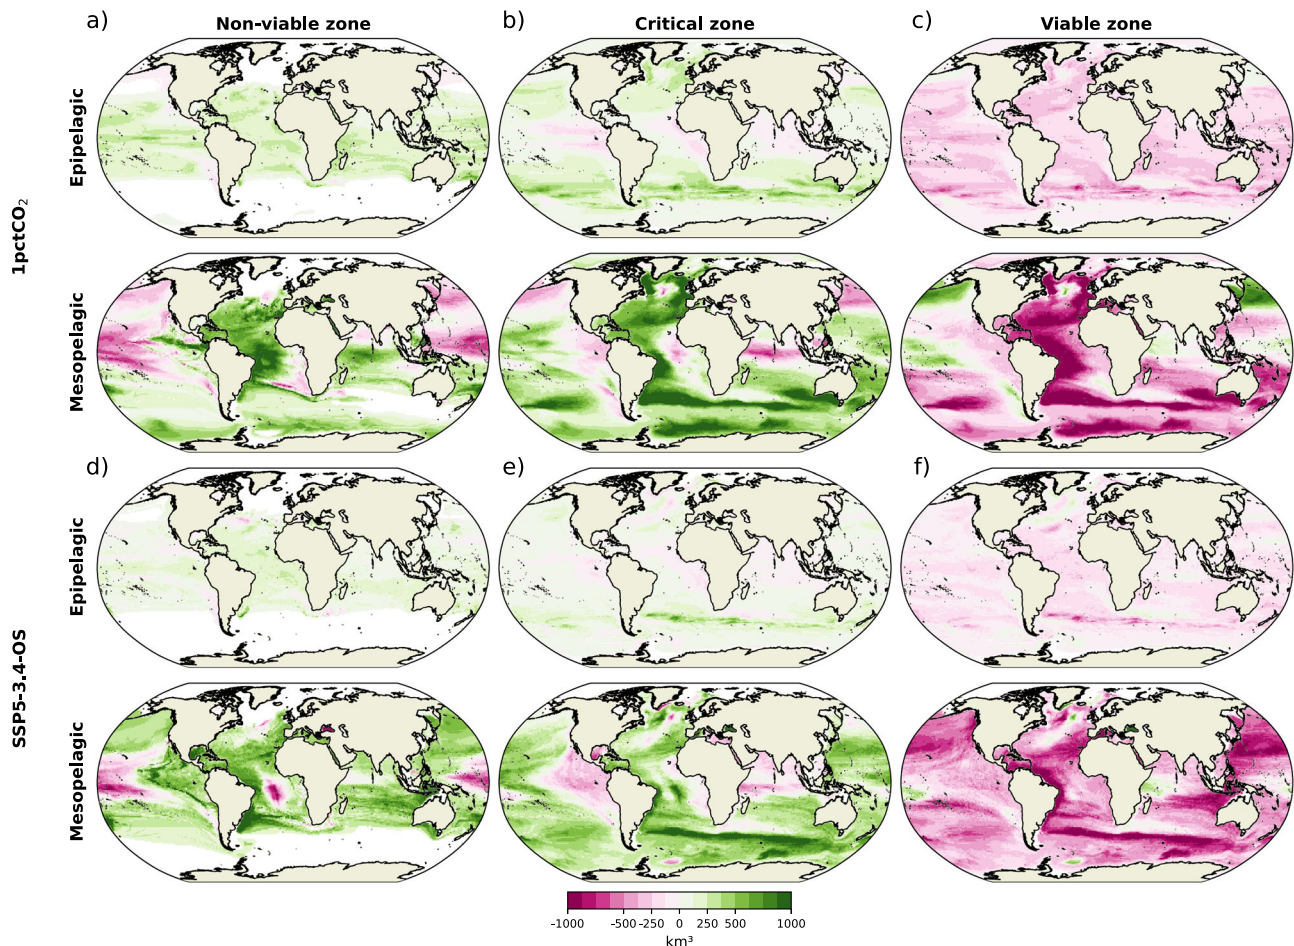 a)
Non-viable zone
b)
Critical zone
c)
Viable zone
1pctCO₂
Epipelagic
Mesopelagic
d)
e)
f)
SSP5-3.4-OS
Epipelagic
Mesopelagic
-1000 -500 -250 0 250 500 1000
km³